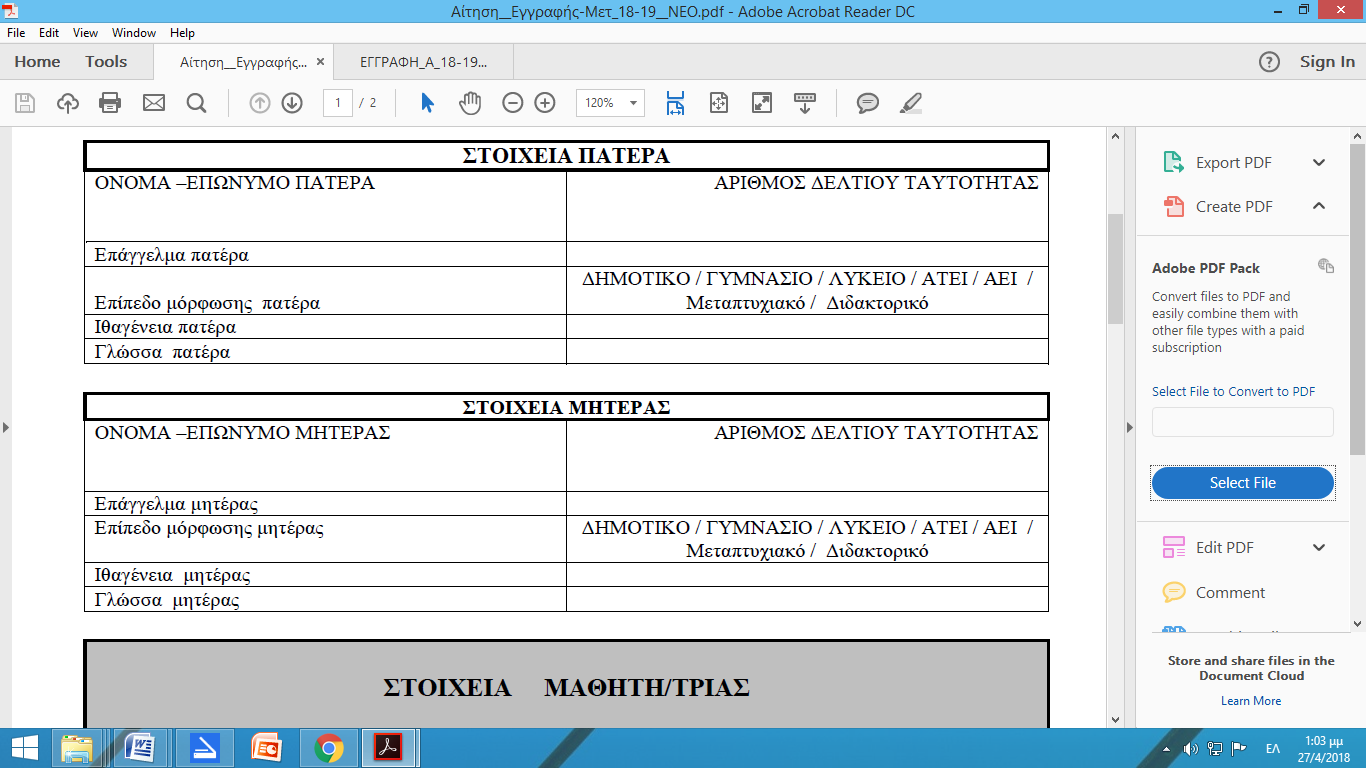 Αίτηση__Εγγραφής-Μετ_18-19__ΝΕΟ.pdf - Adobe Acrobat Reader DC
File Edit View Window Help
Home Tools Αίτηση__Εγγραφής... × ΕΓΓΡΑΦΗ_Α_18-19... ? Sign In
1 / 2 120%
ΣΤΟΙΧΕΙΑ ΠΑΤΕΡΑ
ΟΝΟΜΑ –ΕΠΩΝΥΜΟ ΠΑΤΕΡΑ ΑΡΙΘΜΟΣ ΔΕΛΤΙΟΥ ΤΑΥΤΟΤΗΤΑΣ
Επάγγελμα πατέρα
ΔΗΜΟΤΙΚΟ / ΓΥΜΝΑΣΙΟ / ΛΥΚΕΙΟ / ΑΤΕΙ / ΑΕΙ /
Επίπεδο μόρφωσης πατέρα Μεταπτυχιακό / Διδακτορικό
Ιθαγένεια πατέρα
Γλώσσα πατέρα
ΣΤΟΙΧΕΙΑ ΜΗΤΕΡΑΣ
ΟΝΟΜΑ –ΕΠΩΝΥΜΟ ΜΗΤΕΡΑΣ ΑΡΙΘΜΟΣ ΔΕΛΤΙΟΥ ΤΑΥΤΟΤΗΤΑΣ
Επάγγελμα μητέρας
Επίπεδο μόρφωσης μητέρας ΔΗΜΟΤΙΚΟ / ΓΥΜΝΑΣΙΟ / ΛΥΚΕΙΟ / ΑΤΕΙ / ΑΕΙ /
Μεταπτυχιακό / Διδακτορικό
Ιθαγένεια μητέρας
Γλώσσα μητέρας
ΣΤΟΙΧΕΙΑ ΜΑΘΗΤΗ/ΤΡΙΑΣ
Export PDF
Create PDF
Adobe PDF Pack
Convert files to PDF and
easily combine them with
other file types with a paid
subscription
Select File to Convert to PDF
Select File
Edit PDF
Comment
Store and share files in the
Document Cloud
Learn More
ΕΛ 1:03 μμ
27/4/2018